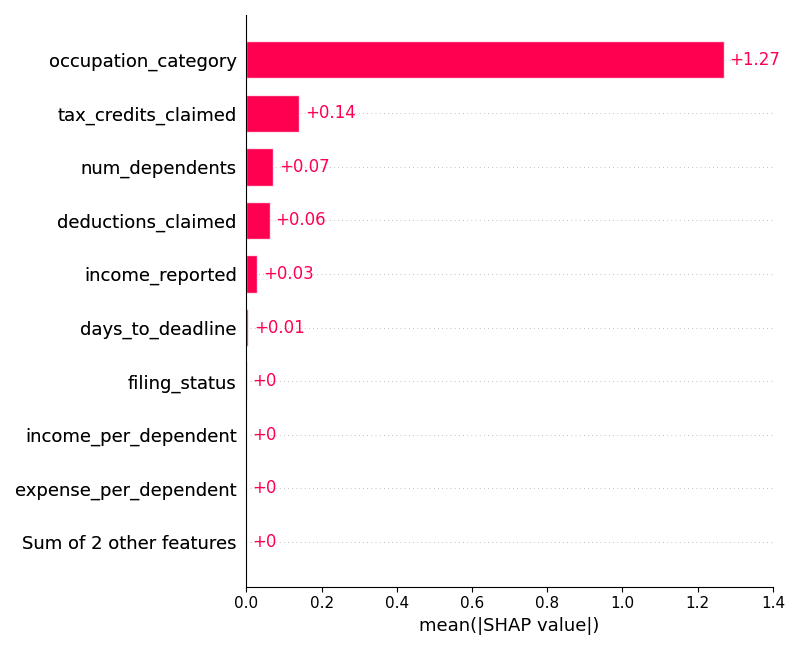 occupation_category +1.27
tax_credits_claimed +0.14
num_dependents +0.07
deductions_claimed +0.06
income_reported +0.03
days_to_deadline +0.01
filing_status +0
income_per_dependent +0
expense_per_dependent +0
Sum of 2 other features +0
0.0 0.2 0.4 0.6 0.8 1.0 1.2 1.4
mean(|SHAP value|)